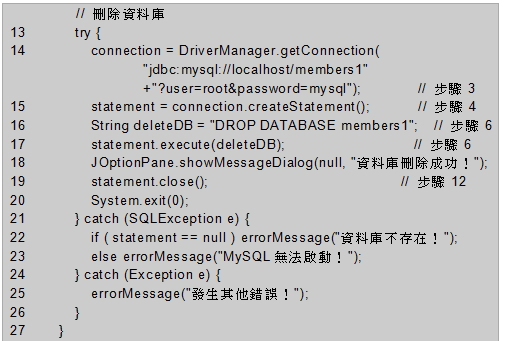 // 刪除資料庫
13 try {
14 connection = DriverManager.getConnection(
"jdbc:mysql://localhost/members1"
+"?user=root&password=mysql"); // 步驟 3
15 statement = connection.createStatement(); // 步驟 4
16 String deleteDB = "DROP DATABASE members1"; // 步驟 6
17 statement.execute(deleteDB); // 步驟 6
18 JOptionPane.showMessageDialog(null, "資料庫刪除成功！");
19 statement.close(); // 步驟 12
20 System.exit(0);
21 } catch (SQLException e) {
22 if ( statement == null ) errorMessage("資料庫不存在！");
23 else errorMessage("MySQL 無法啟動！");
24 } catch (Exception e) {
25 errorMessage("發生其他錯誤！");
26 }
27 }